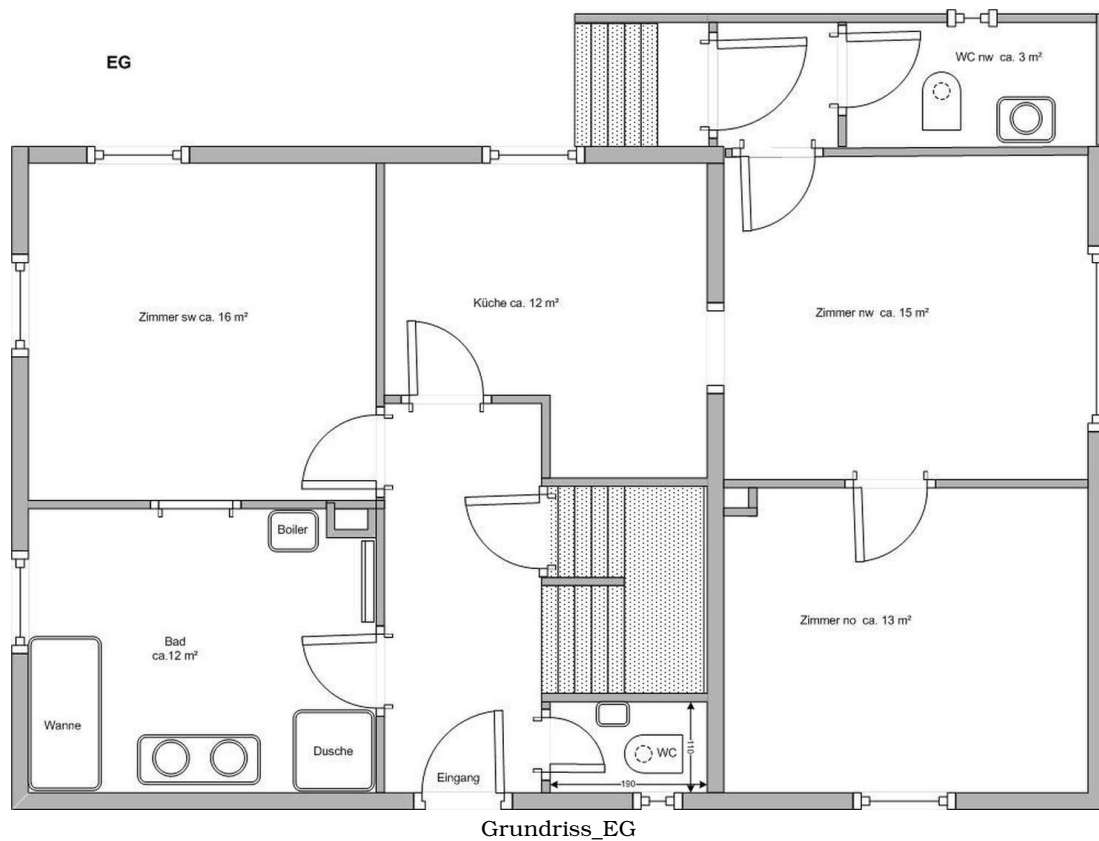 EG
WC nw ca. 3 m²
Küche ca. 12 m²
Zimmer sw ca. 16 m²
Zimmer nw ca. 15 m²
Boiler
Zimmer no ca. 13 m²
Bad
ca.12 m²
Wanne
Dusche
Eingang
WC
110
190
Grundriss_EG